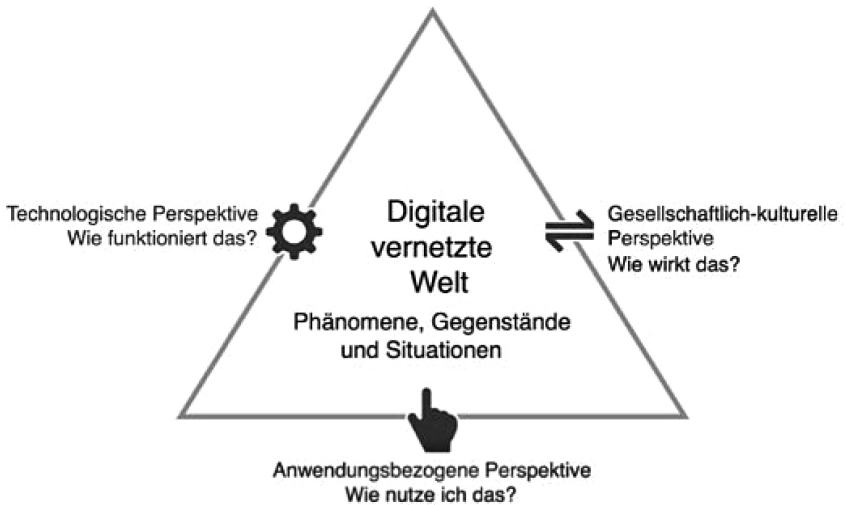 Technologische Perspektive
Wie funktioniert das?
Digitale
vernetzte
Welt
Phänomene, Gegenstände
und Situationen
Gesellschaftlich-kulturelle
Perspektive
Wie wirkt das?
Anwendungsbezogene Perspektive
Wie nutze ich das?